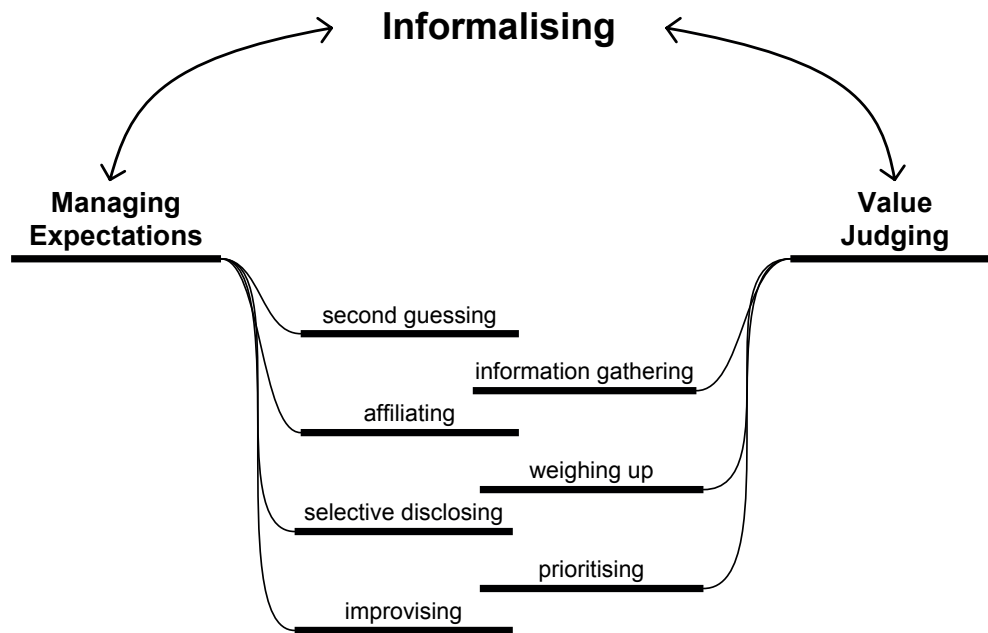 Informalising
Managing
Expectations
Value
Judging
second guessing
information gathering
affiliating
weighing up
selective disclosing
prioritising
improvising